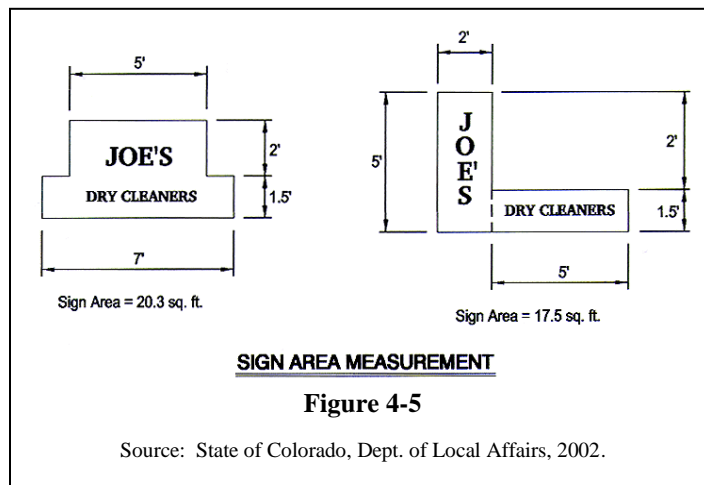 5'
JOE'S
DRY CLEANERS
2'
1.5'
7'
Sign Area = 20.3 sq. ft.
2'
5'
J
O
E'
S
DRY CLEANERS
2'
1.5'
5'
Sign Area = 17.5 sq. ft.
SIGN AREA MEASUREMENT
Figure 4-5
Source: State of Colorado, Dept. of Local Affairs, 2002.